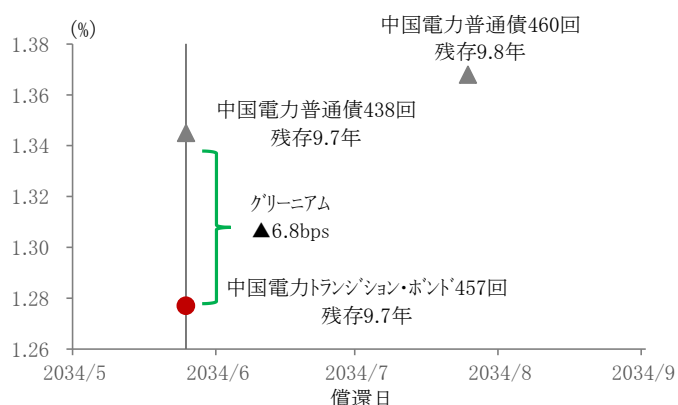 (%)
1.38
1.36
1.34
1.32
1.30
1.28
1.26
中国電力普通債460回
残存9.8年
中国電力普通債438回
残存9.7年
グリーニアム
▲6.8bps
中国電力トランジション・ボンド457回
残存9.7年
2034/5
2034/6
2034/7
2034/8
2034/9
償還日